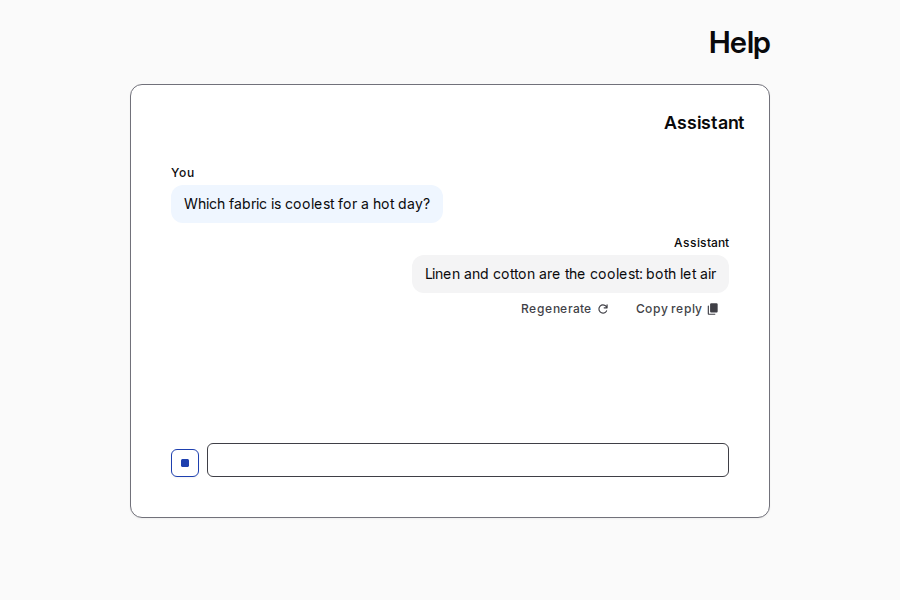 Help
Assistant
You
Which fabric is coolest for a hot day?
Assistant
Linen and cotton are the coolest: both let air
Regenerate
Copy reply